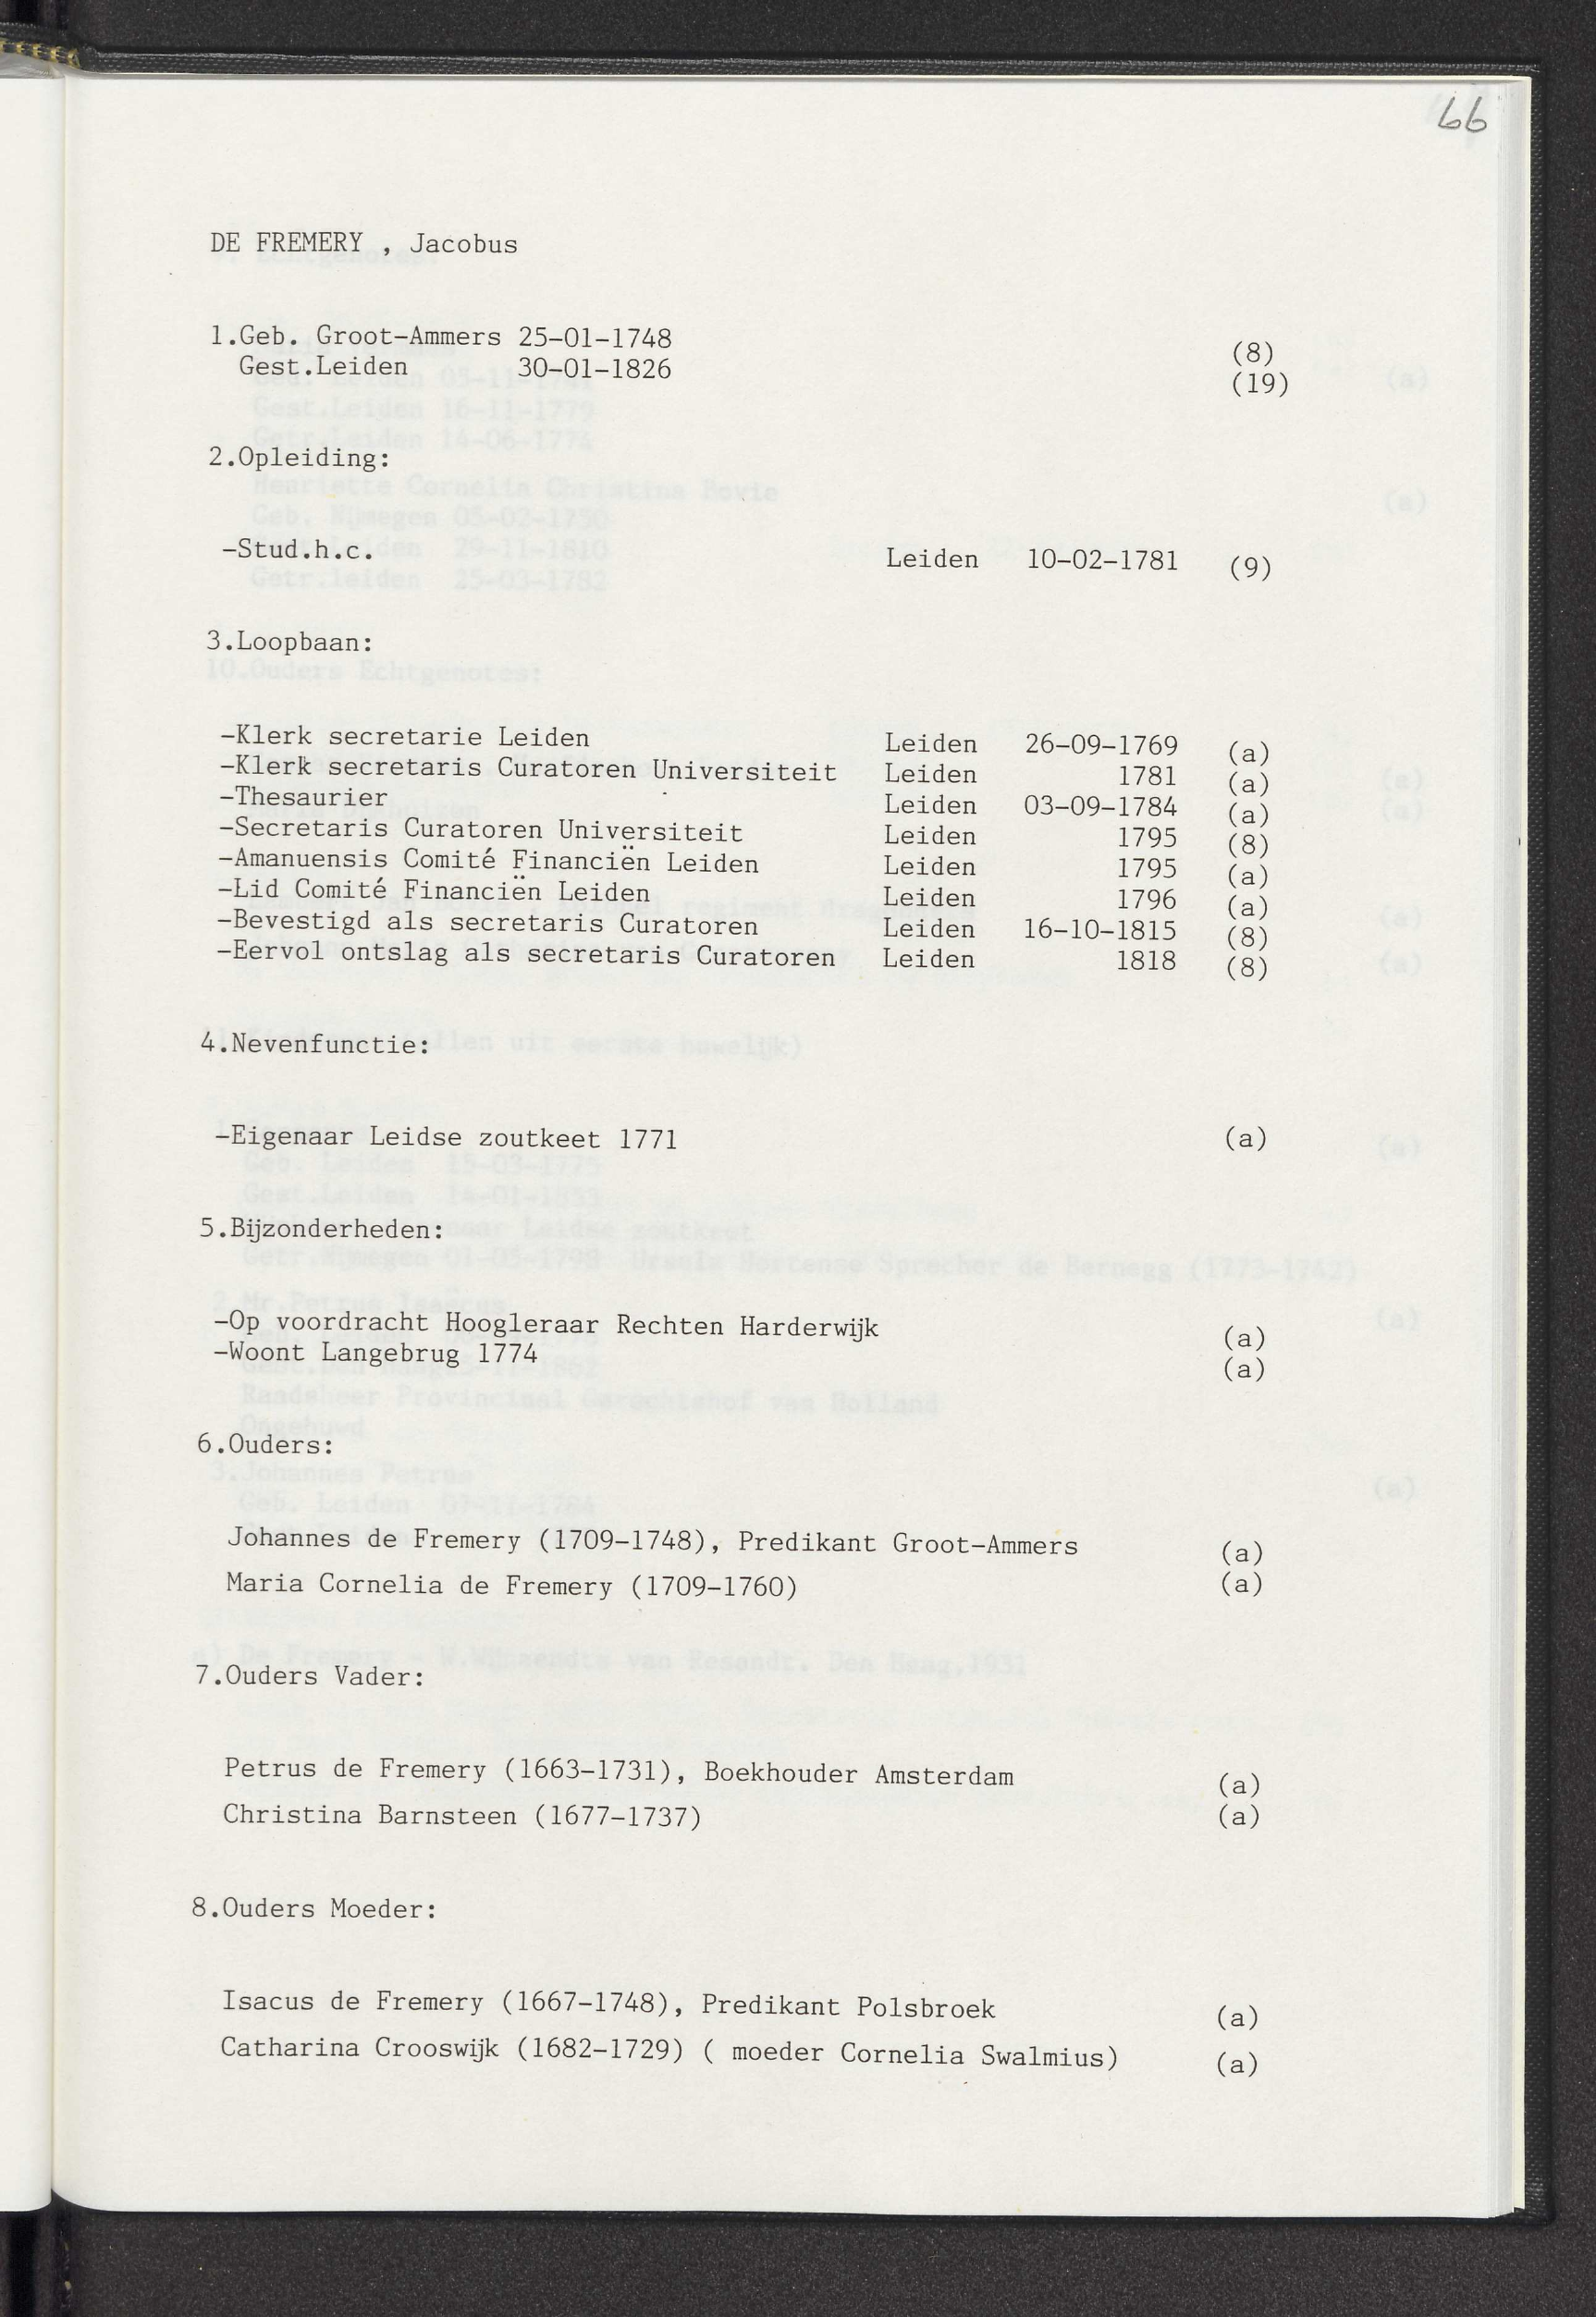 66
DE FREMERY , Jacobus
1.Geb. Groot-Ammers 25-01-1748 (8)
Gest.Leiden 30-01-1826 (19)
2.Opleiding:
-Stud.h.c. Leiden 10-02-1781 (9)
3.Loopbaan:
-Klerk secretarie Leiden Leiden 26-09-1769 (a)
-Klerk secretaris Curatoren Universiteit Leiden 1781 (a)
-Thesaurier Leiden 03-09-1784 (a)
-Secretaris Curatoren Universiteit Leiden 1795 (8)
-Amanuensis Comité Financiën Leiden Leiden 1795 (a)
-Lid Comité Financiën Leiden Leiden 1796 (a)
-Bevestigd als secretaris Curatoren Leiden 16-10-1815 (8)
-Eervol ontslag als secretaris Curatoren Leiden 1818 (8)
4.Nevenfunctie:
-Eigenaar Leidse zoutkeet 1771 (a)
5.Bijzonderheden:
-Op voordracht Hoogleraar Rechten Harderwijk (a)
-Woont Langebrug 1774 (a)
6.Ouders:
Johannes de Fremery (1709-1748), Predikant Groot-Ammers (a)
Maria Cornelia de Fremery (1709-1760) (a)
7.Ouders Vader:
Petrus de Fremery (1663-1731), Boekhouder Amsterdam (a)
Christina Barnsteen (1677-1737) (a)
8.Ouders Moeder:
Isacus de Fremery (1667-1748), Predikant Polsbroek (a)
Catharina Crooswijk (1682-1729) ( moeder Cornelia Swalmius) (a)